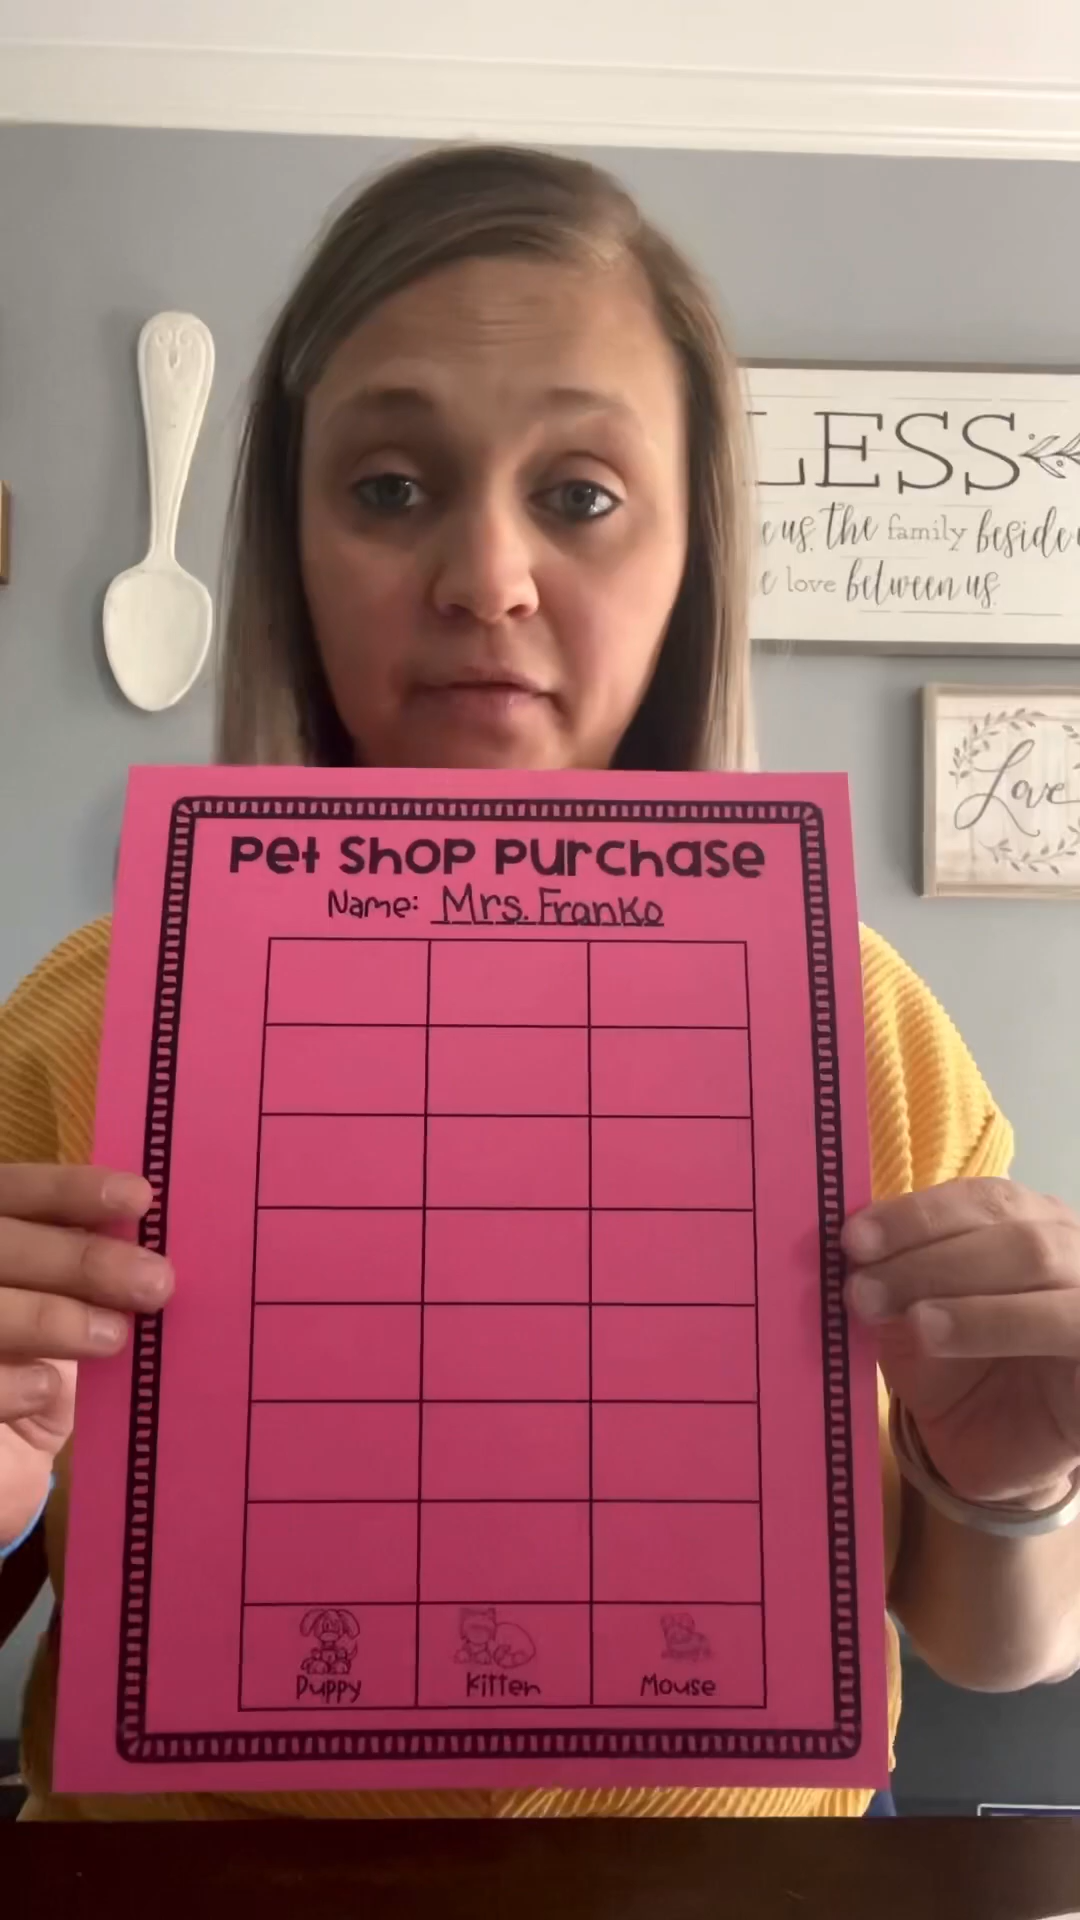 LESS
us. the family beside
love between us.
Love
Pet Shop Purchase
Name: Mrs. Franko
Puppy Kitten Mouse